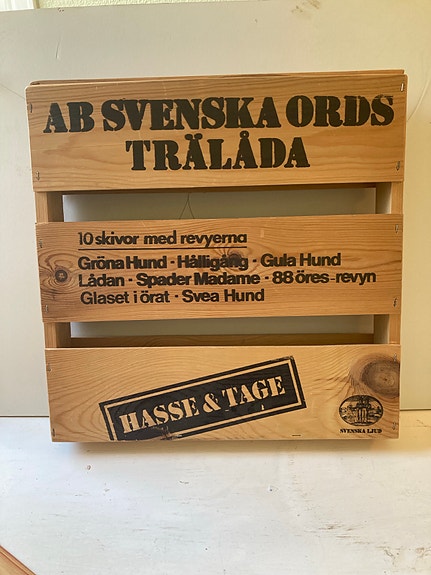 AB SVENSKA ORDS
TRÄLÅDA
10 skivor med revyerna
Gröna Hund · Hålligång · Gula Hund
Lådan · Spader Madame · 88 öres-revyn
Glaset i örat · Svea Hund
HASSE & TAGE
SVENSKA LJUD